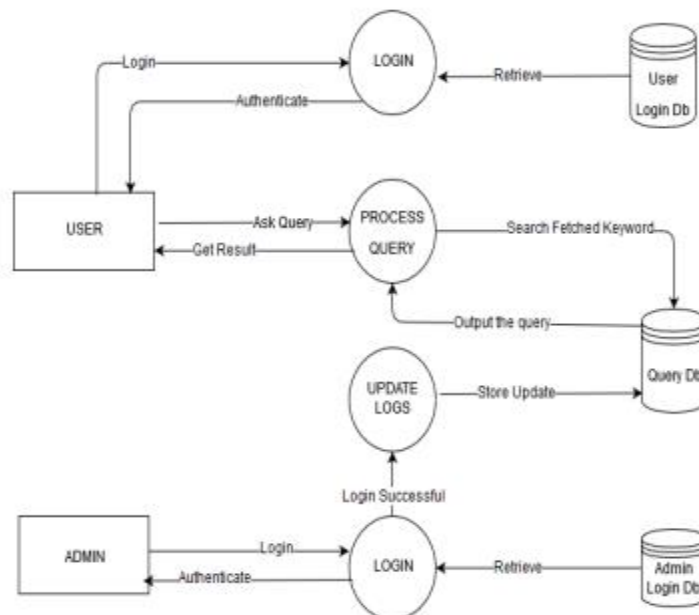 Login
LOGIN
Retrieve
User
Login Db
Authenticate
USER
Ask Query
PROCESS
QUERY
Search Fetched Keyword
Get Result
Output the query
Query Db
UPDATE
LOGS
Store Update
Login Successful
ADMIN
Login
LOGIN
Retrieve
Admin
Login Db
Authenticate